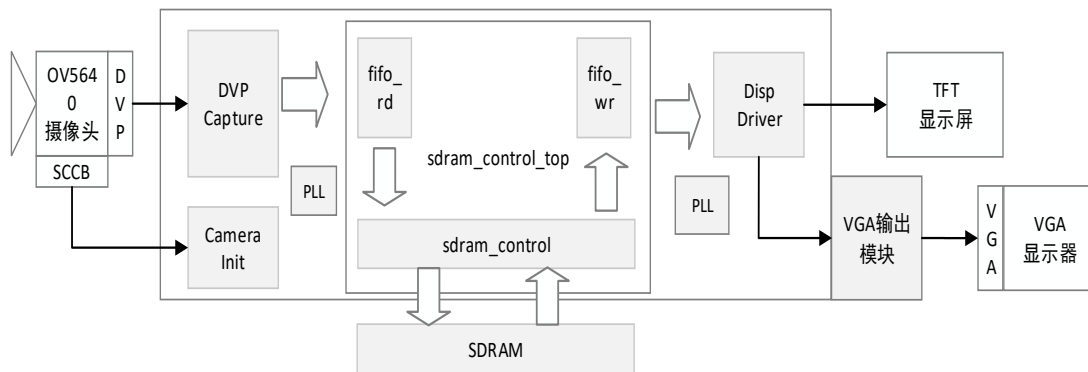 OV564
0
摄像头
D
V
P
SCCB
DVP
Capture
Camera
Init
PLL
fifo_
rd
fifo_
wr
sdram_control_top
sdram_control
SDRAM
PLL
Disp
Driver
TFT
显示屏
VGA输出
模块
V
G
A
VGA
显示器